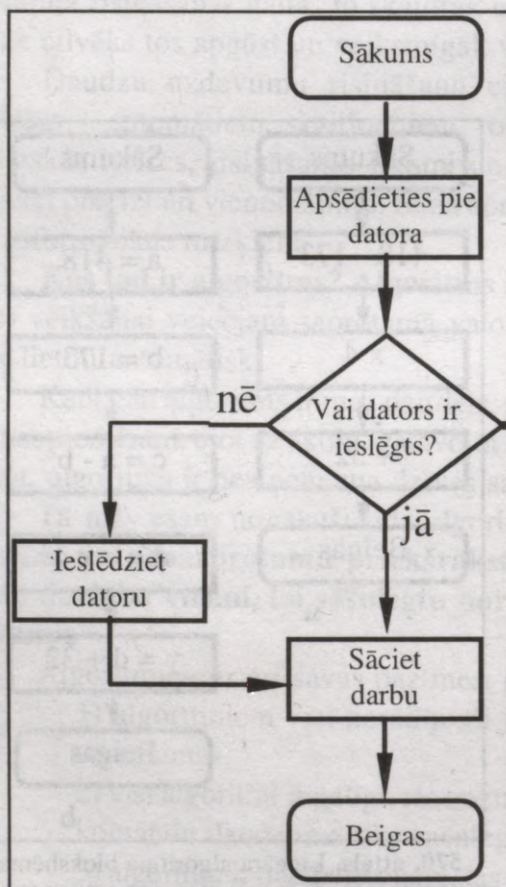 Sākums
Apsēdieties pie
datora
Vai dators ir
ieslēgts?
nē
jā
Ieslēdziet
datoru
Sāciet
darbu
Beigas